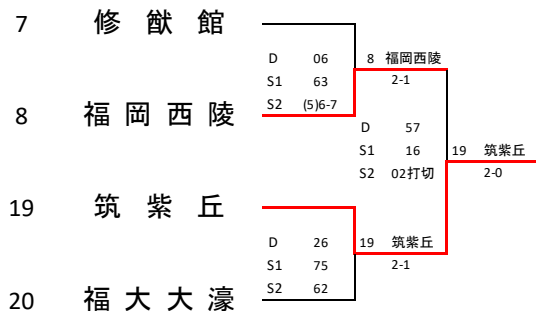 7 修猷館
D 06 8 福岡西陵
S1 63 2-1
S2 (5)6-7
8 福岡西陵
D 57
S1 16 19 筑紫丘
S2 02打切 2-0
19 筑紫丘
D 26 19 筑紫丘
S1 75 2-1
S2 62
20 福大大濠